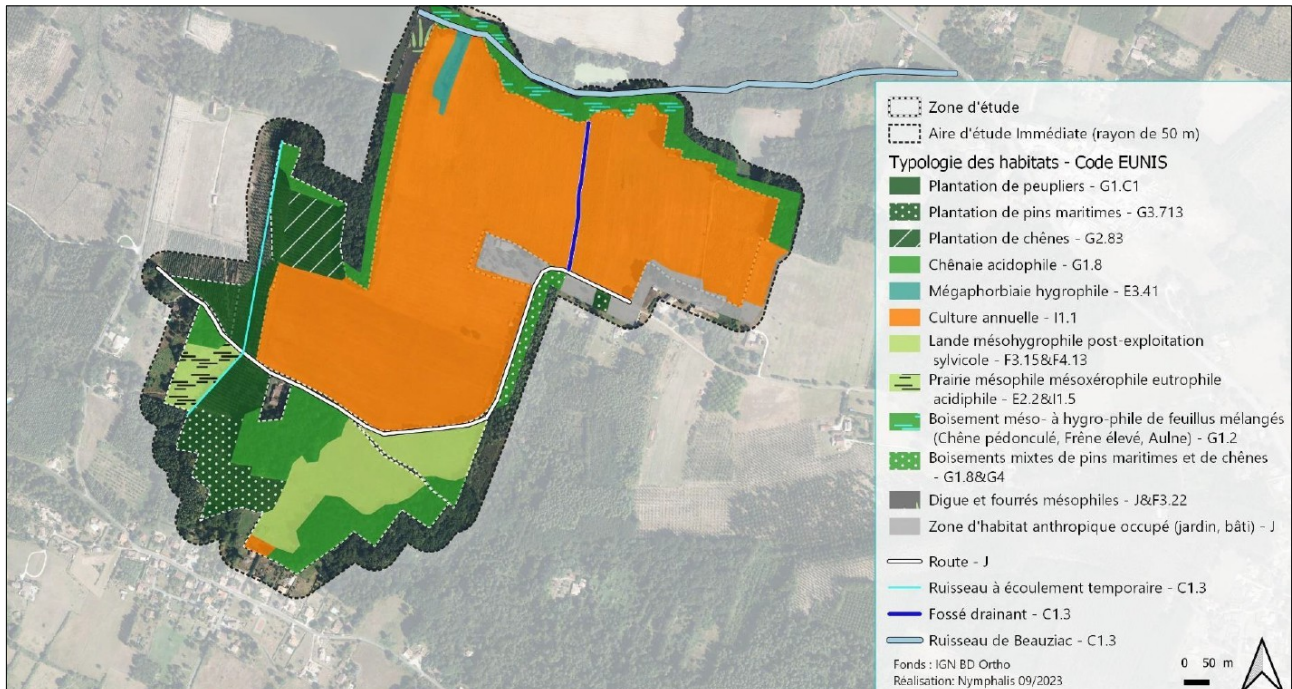 Zone d'étude
Aire d'étude Immédiate (rayon de 50 m)
Typologie des habitats - Code EUNIS
Plantation de peupliers - G1.C1
Plantation de pins maritimes - G3.713
Plantation de chênes - G2.83
Chênaie acidophile - G1.8
Mégaphorbiaie hygrophile - E3.41
Culture annuelle - I1.1
Lande mésohygrophile post-exploitation
sylvicole - F3.15&F4.13
Prairie mésophile mésoxérophile eutrophile
acidiphile - E2.2&I1.5
Boisement méso- à hygro-phile de feuillus mélangés
(Chêne pédonculé, Frêne élevé, Aulne) - G1.2
Boisements mixtes de pins maritimes et de chênes
- G1.8&G4
Digue et fourrés mésophiles - J&F3.22
Zone d'habitat anthropique occupé (jardin, bâti) - J
Route - J
Ruisseau à écoulement temporaire - C1.3
Fossé drainant - C1.3
Ruisseau de Beauziac - C1.3
Fonds : IGN BD Ortho
Réalisation: Nymphalis 09/2023
0 50 m